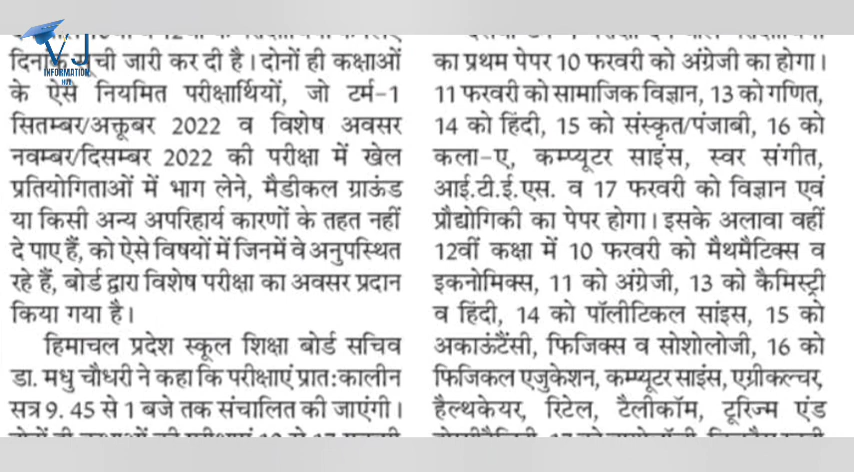 VJ
INFORMATION
दिनांक सूची जारी कर दी है। दोनों ही कक्षाओं
के ऐसे नियमित परीक्षार्थियों, जो टर्म-1
सितम्बर/अक्तूबर 2022 व विशेष अवसर
नवम्बर/दिसम्बर 2022 की परीक्षा में खेल
प्रतियोगिताओं में भाग लेने, मैडीकल ग्राऊंड
या किसी अन्य अपरिहार्य कारणों के तहत नहीं
दे पाए हैं, को ऐसे विषयों में जिनमें वे अनुपस्थित
रहे हैं, बोर्ड द्वारा विशेष परीक्षा का अवसर प्रदान
किया गया है।
हिमाचल प्रदेश स्कूल शिक्षा बोर्ड सचिव
डा. मधु चौधरी ने कहा कि परीक्षाएं प्रात:कालीन
सत्र 9. 45 से 1 बजे तक संचालित की जाएंगी।
का प्रथम पेपर 10 फरवरी को अंग्रेजी का होगा।
11 फरवरी को सामाजिक विज्ञान, 13 को गणित,
14 को हिंदी, 15 को संस्कृत/पंजाबी, 16 को
कला-ए, कम्प्यूटर साइंस, स्वर संगीत,
आई.टी.ई.एस. व 17 फरवरी को विज्ञान एवं
प्रौद्योगिकी का पेपर होगा। इसके अलावा वहीं
12वीं कक्षा में 10 फरवरी को मैथमैटिक्स व
इकनोमिक्स, 11 को अंग्रेजी, 13 को कैमिस्ट्री
व हिंदी, 14 को पॉलीटिकल सांइस, 15 को
अकाऊंटैंसी, फिजिक्स व सोशोलोजी, 16 को
फिजिकल एजुकेशन, कम्प्यूटर साइंस, एग्रीकल्चर,
हैल्थकेयर, रिटेल, टैलीकॉम, टूरिज्म एंड